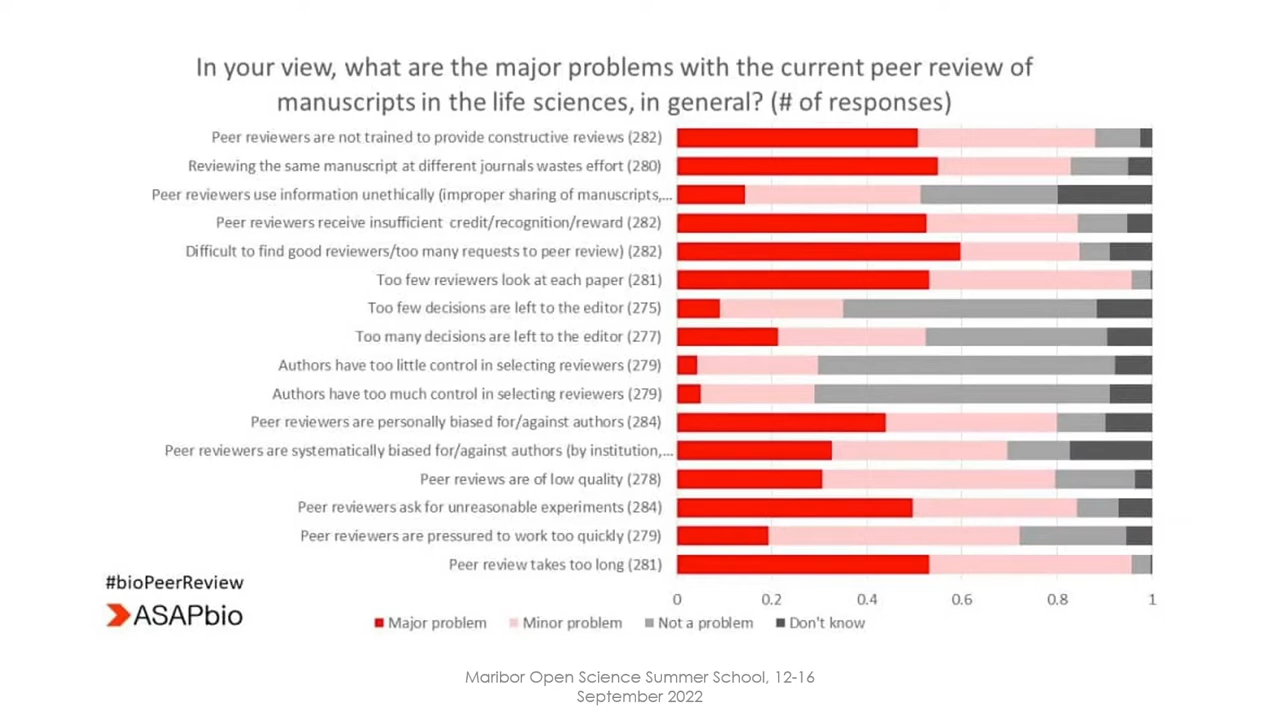 In your view, what are the major problems with the current peer review of
manuscripts in the life sciences, in general? (# of responses)
Peer reviewers are not trained to provide constructive reviews (282)
Reviewing the same manuscript at different journals wastes effort (280)
Peer reviewers use information unethically (improper sharing of manuscripts,...
Peer reviewers receive insufficient credit/recognition/reward (282)
Difficult to find good reviewers/too many requests to peer review) (282)
Too few reviewers look at each paper (281)
Too few decisions are left to the editor (275)
Too many decisions are left to the editor (277)
Authors have too little control in selecting reviewers (279)
Authors have too much control in selecting reviewers (279)
Peer reviewers are personally biased for/against authors (284)
Peer reviewers are systematically biased for/against authors (by institution,...
Peer reviews are of low quality (278)
Peer reviewers ask for unreasonable experiments (284)
Peer reviewers are pressured to work too quickly (279)
Peer review takes too long (281)
0 0.2 0.4 0.6 0.8 1
Major problem Minor problem Not a problem Don't know
#bioPeerReview
ASAPbio
Maribor Open Science Summer School, 12-16
September 2022